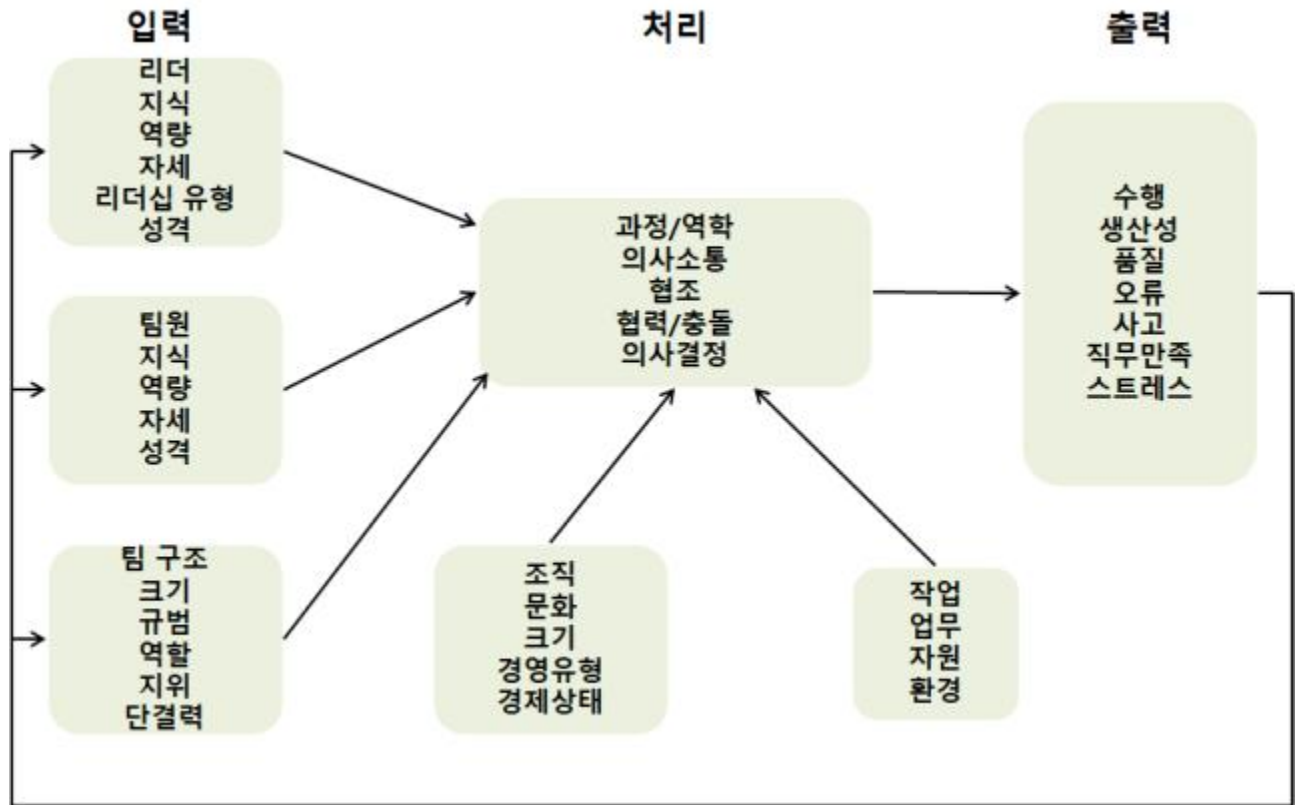 입력
리더
지식
역량
자세
리더십 유형
성격
팀원
지식
역량
자세
성격
팀 구조
크기
규범
역할
지위
단결력
처리
과정/역학
의사소통
협조
협력/충돌
의사결정
조직
문화
크기
경영유형
경제상태
작업
업무
자원
환경
출력
수행
생산성
품질
오류
사고
직무만족
스트레스